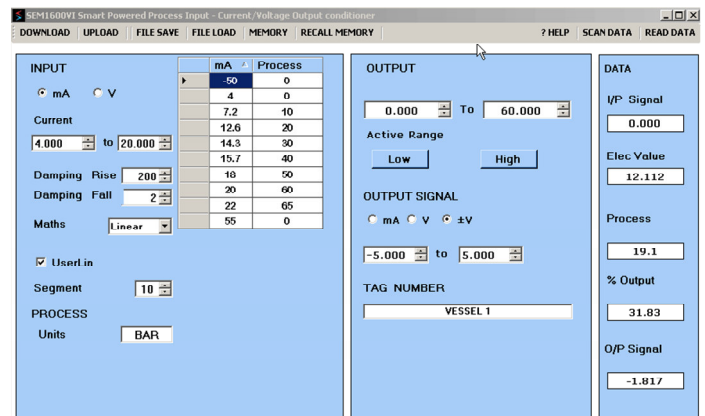 SEM1600VI Smart Powered Process Input - Current/Voltage Output conditioner
DOWNLOAD UPLOAD FILE SAVE FILE LOAD MEMORY RECALL MEMORY ? HELP SCAN DATA READ DATA
INPUT
mA V
Current
4.000 to 20.000
Damping Rise 200
Damping Fall 2
Maths Linear
UserLin
Segment 10
PROCESS
Units BAR
mA Process
-50 0
4 0
7.2 10
12.6 20
14.3 30
15.7 40
18 50
20 60
22 65
55 0
OUTPUT
0.000 To 60.000
Active Range
Low High
OUTPUT SIGNAL
mA V ±V
-5.000 to 5.000
TAG NUMBER
VESSEL 1
DATA
I/P Signal
0.000
Elec Value
12.112
Process
19.1
% Output
31.83
O/P Signal
-1.817